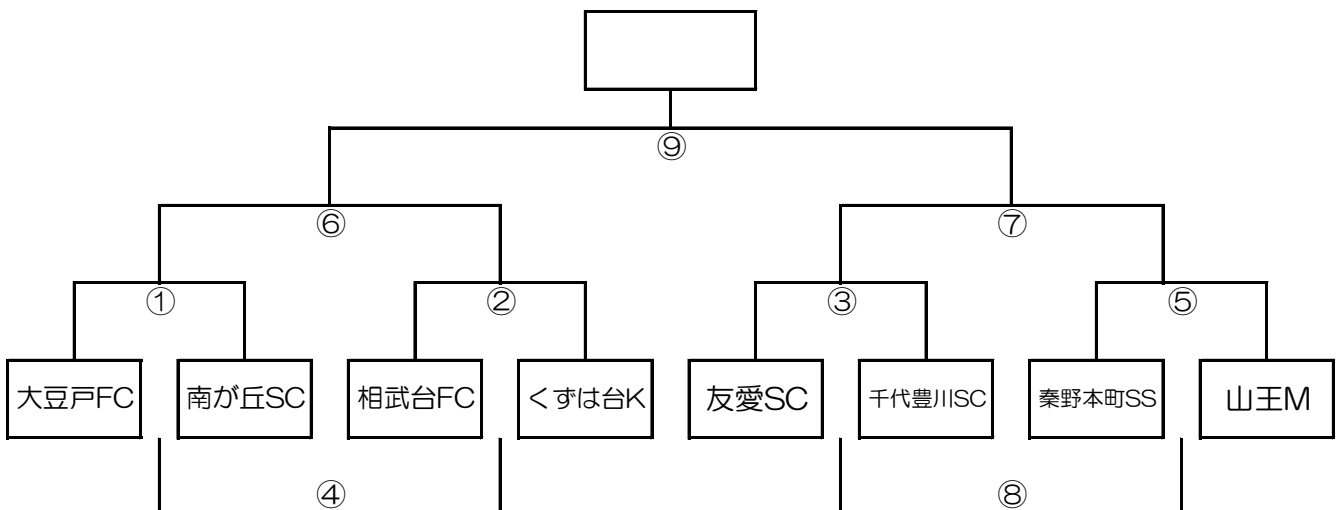 ⑨
⑥
⑦
①
②
③
⑤
大豆戸FC
南が丘SC
相武台FC
くずは台K
友愛SC
千代豊川SC
秦野本町SS
山王M
④
⑧